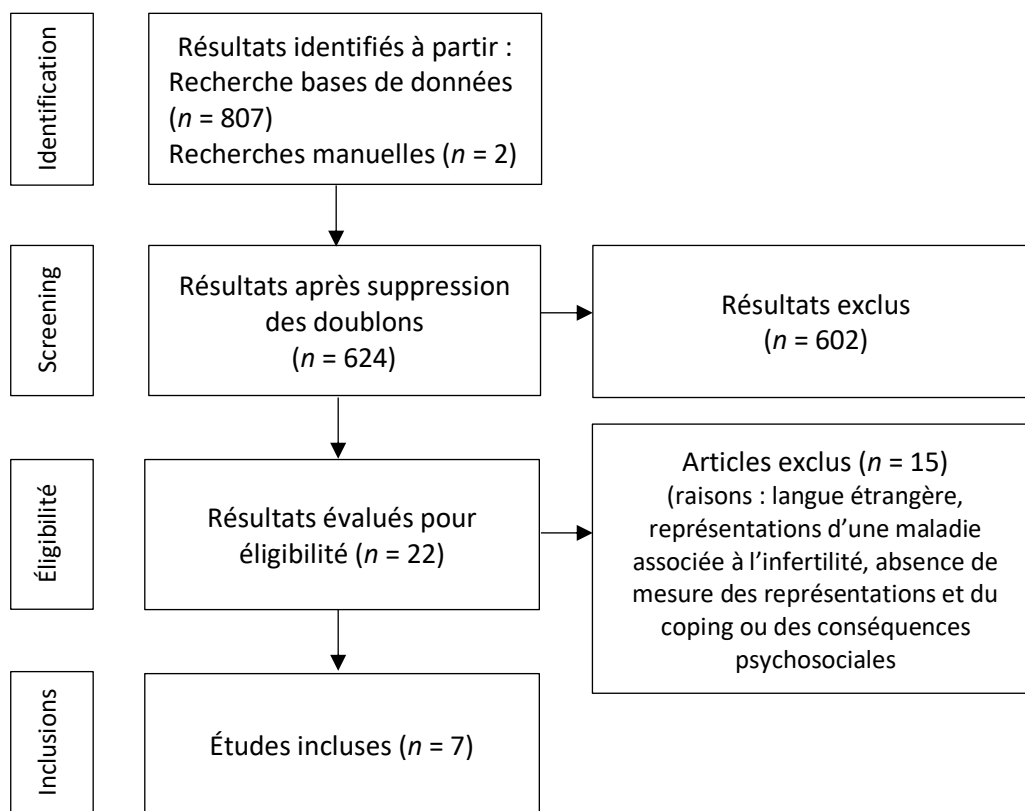 Identification
Résultats identifiés à partir :
Recherche bases de données
(n = 807)
Recherches manuelles (n = 2)
Screening
Résultats après suppression
des doublons
(n = 624)
Résultats exclus
(n = 602)
Éligibilité
Résultats évalués pour
éligibilité (n = 22)
Articles exclus (n = 15)
(raisons : langue étrangère,
représentations d’une maladie
associée à l’infertilité, absence de
mesure des représentations et du
coping ou des conséquences
psychosociales
Inclusions
Études incluses (n = 7)